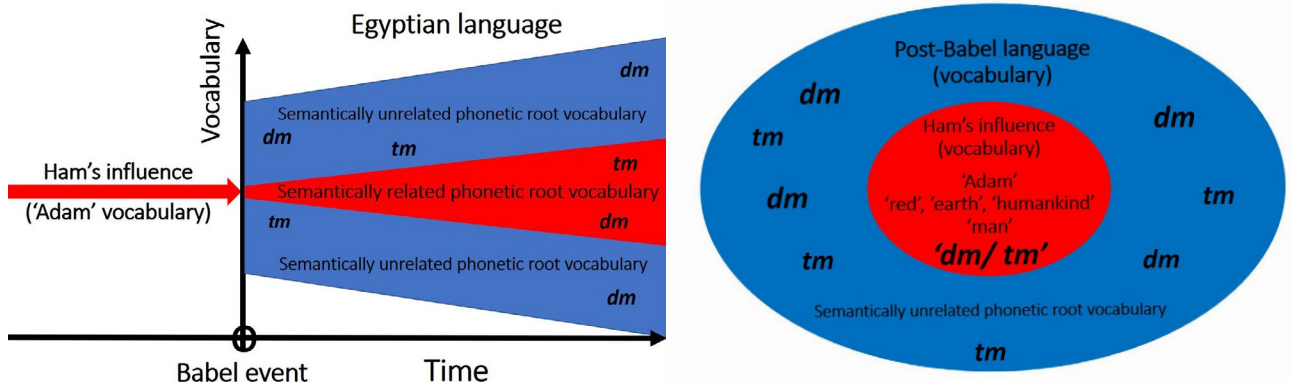 Egyptian language
Vocabulary
dm
Semantically unrelated phonetic root vocabulary
dm
tm
tm
Ham's influence
Semantically related phonetic root vocabulary
('Adam' vocabulary)
tm
dm
Semantically unrelated phonetic root vocabulary
dm
Babel event
Time
Post-Babel language
(vocabulary)
dm
dm
tm
Ham's influence
(vocabulary)
'Adam'
dm
'red', 'earth', 'humankind'
tm
'man'
tm
'dm/ tm'
dm
Semantically unrelated phonetic root vocabulary
tm